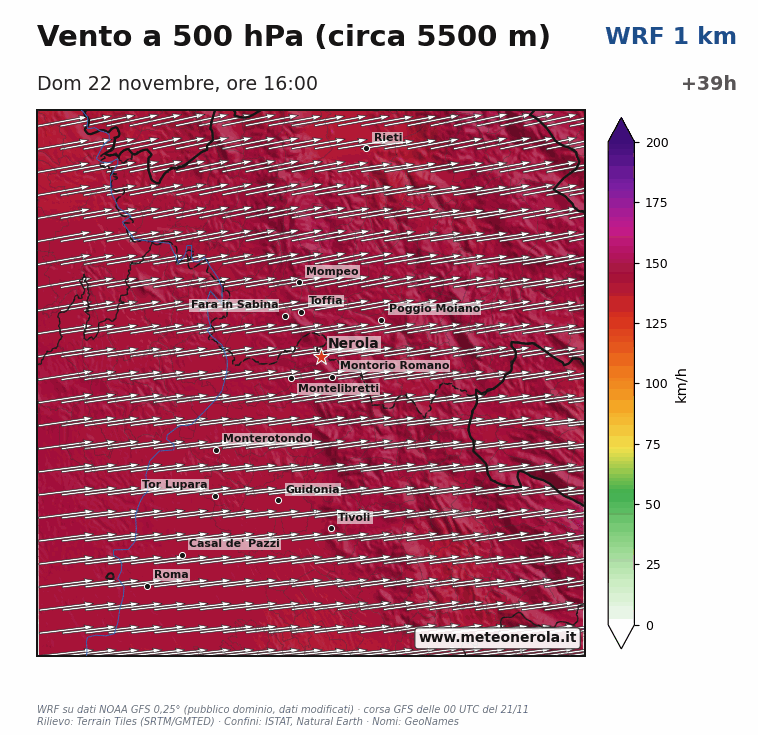 Vento a 500 hPa (circa 5500 m)
WRF 1 km
Dom 22 novembre, ore 16:00
+39h
Rieti
Mompeo
Fara in Sabina
Toffia
Poggio Moiano
Nerola
Montorio Romano
Montelibretti
Monterotondo
Tor Lupara
Guidonia
Tivoli
Casal de' Pazzi
Roma
www.meteonerola.it
200
175
150
125
100
75
50
25
0
km/h
WRF su dati NOAA GFS 0,25° (pubblico dominio, dati modificati) · corsa GFS delle 00 UTC del 21/11
Rilievo: Terrain Tiles (SRTM/GMTED) · Confini: ISTAT, Natural Earth · Nomi: GeoNames